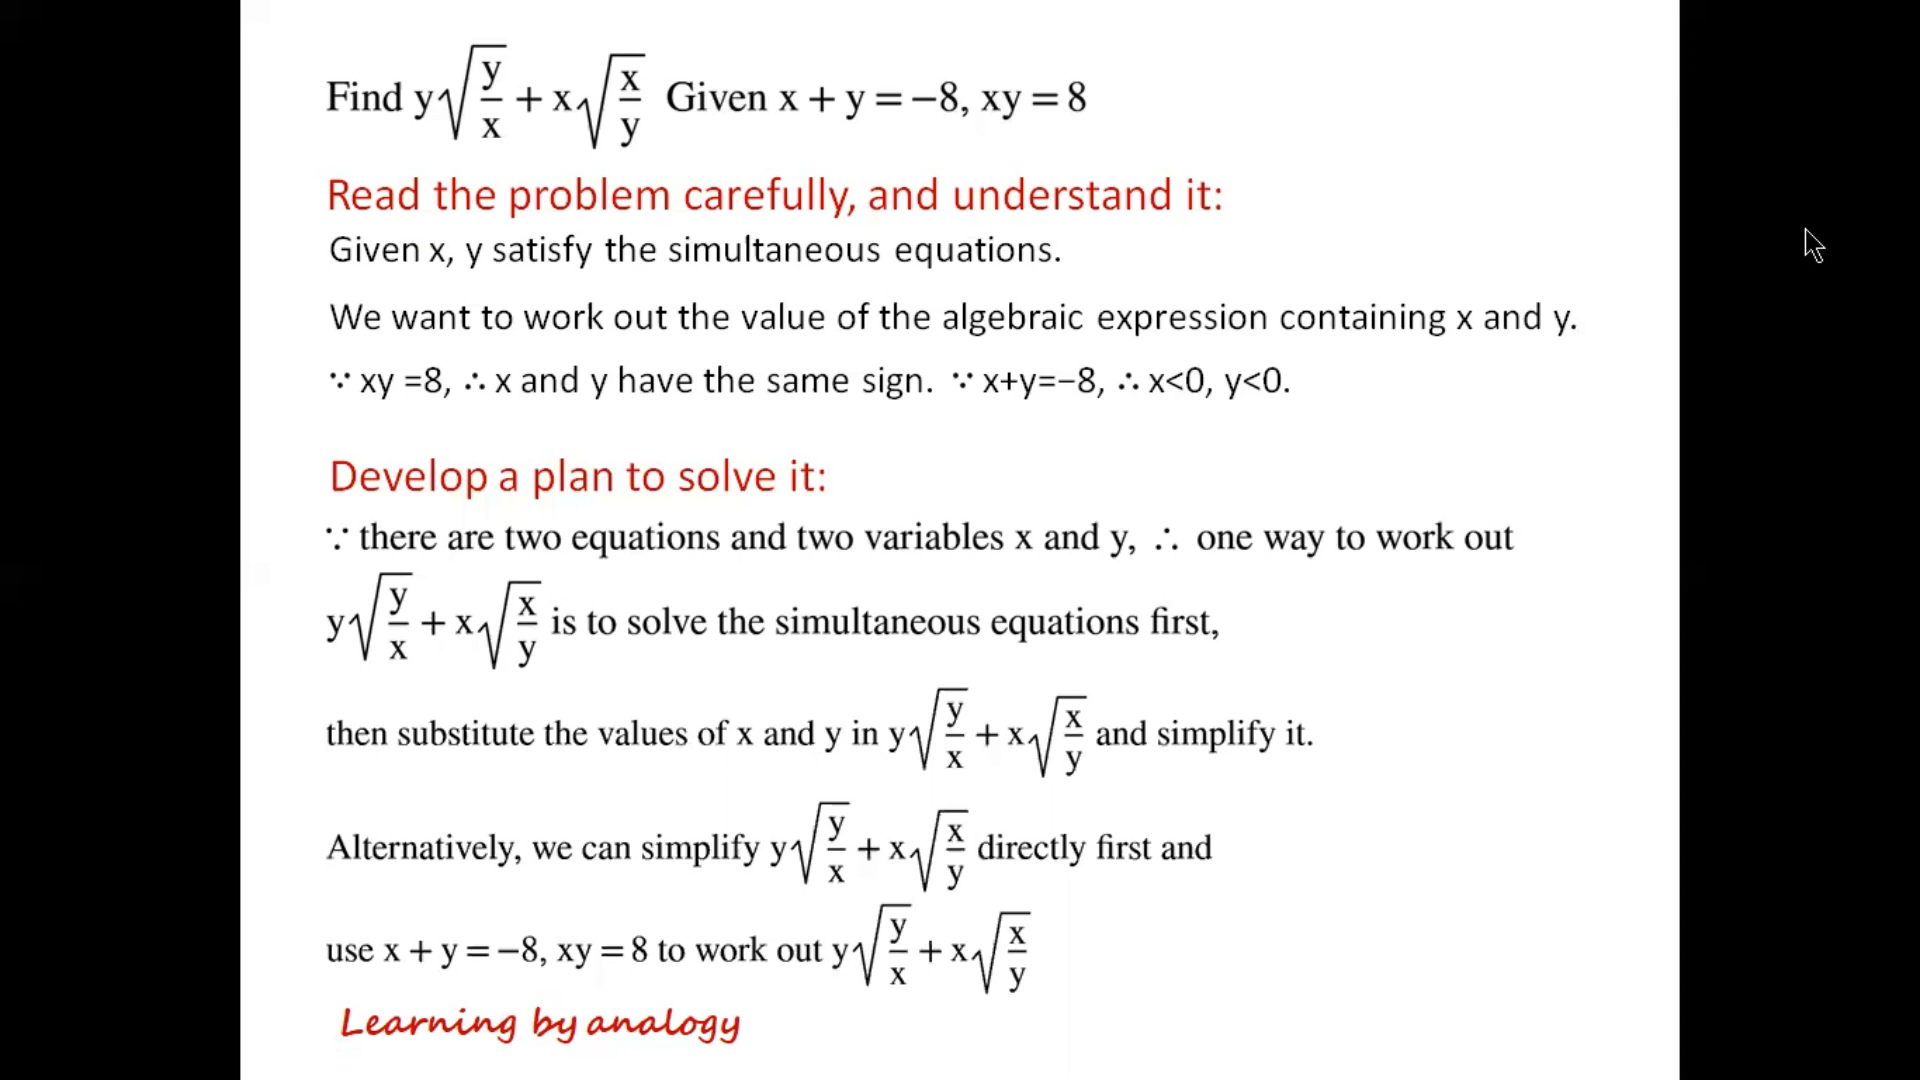 Find y√(y/x) + x√(x/y) Given x + y = −8, xy = 8
Read the problem carefully, and understand it:
Given x, y satisfy the simultaneous equations.
We want to work out the value of the algebraic expression containing x and y.
∵ xy =8, ∴ x and y have the same sign. ∵ x+y=−8, ∴ x<0, y<0.
Develop a plan to solve it:
∵ there are two equations and two variables x and y, ∴ one way to work out
y√(y/x) + x√(x/y) is to solve the simultaneous equations first,
then substitute the values of x and y in y√(y/x) + x√(x/y) and simplify it.
Alternatively, we can simplify y√(y/x) + x√(x/y) directly first and
use x + y = −8, xy = 8 to work out y√(y/x) + x√(x/y)
Learning by analogy